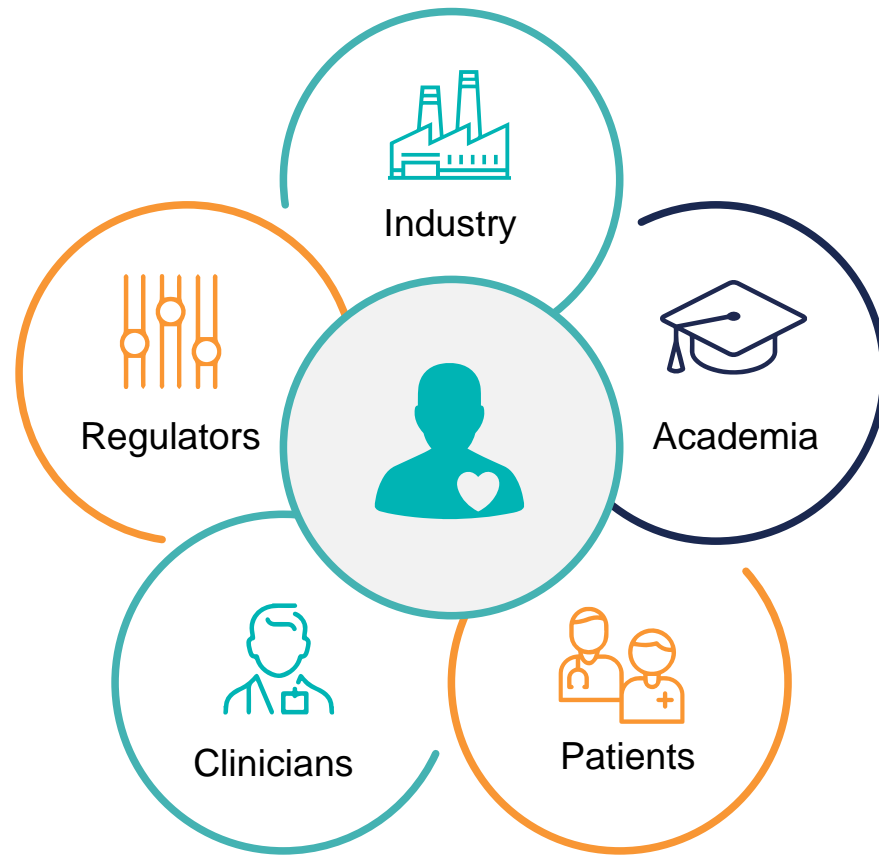 Industry
Regulators
Academia
Clinicians
Patients